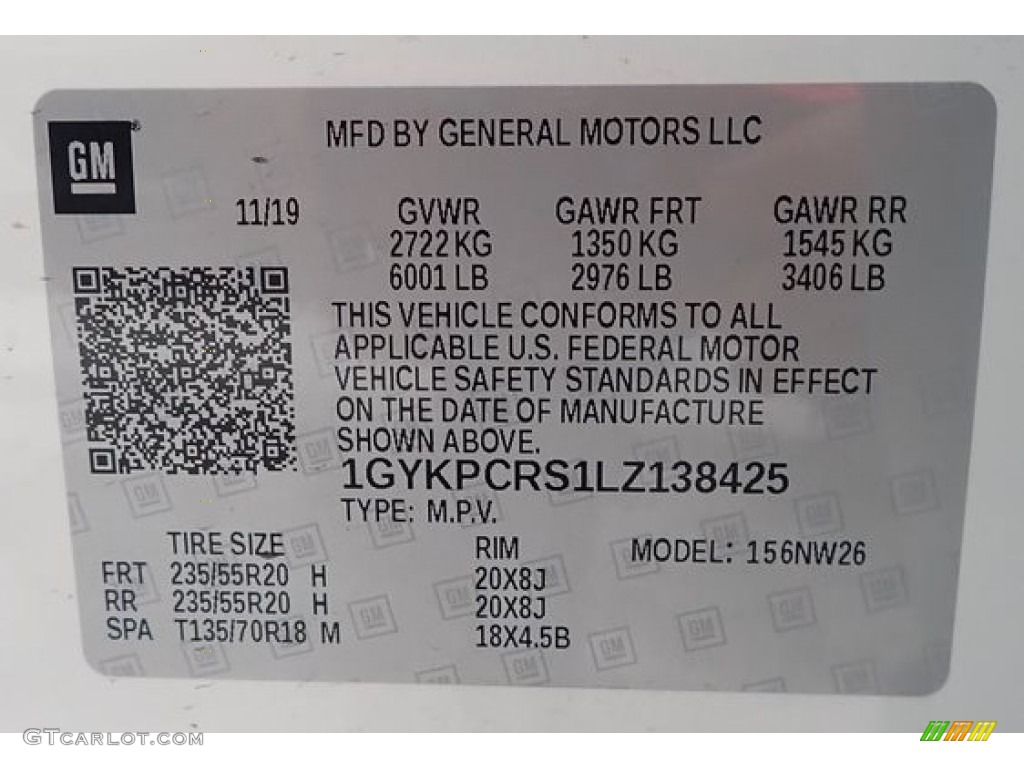 GM
MFD BY GENERAL MOTORS LLC
11/19 GVWR GAWR FRT GAWR RR
2722 KG 1350 KG 1545 KG
6001 LB 2976 LB 3406 LB
THIS VEHICLE CONFORMS TO ALL
APPLICABLE U.S. FEDERAL MOTOR
VEHICLE SAFETY STANDARDS IN EFFECT
ON THE DATE OF MANUFACTURE
SHOWN ABOVE.
1GYKPCRS1LZ138425
TYPE: M.P.V.
TIRE SIZE RIM MODEL: 156NW26
FRT 235/55R20 H 20X8J
RR 235/55R20 H 20X8J
SPA T135/70R18 M 18X4.5B
GTCARLOT.COM